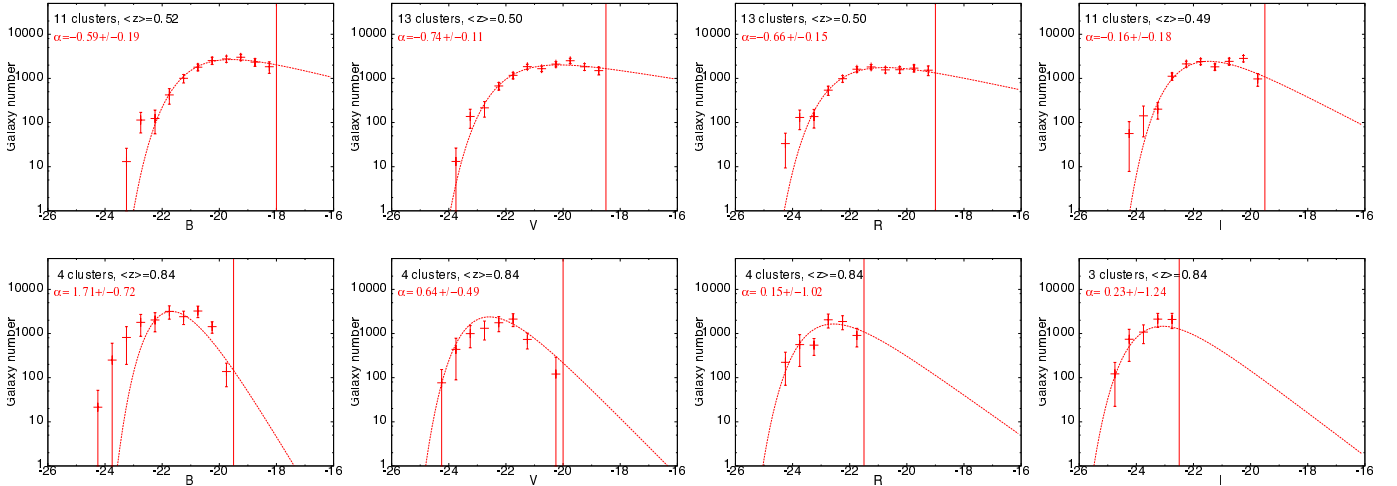 11 clusters, <z>=0.52
α=−0.59+/−0.19
Galaxy number
10000
1000
100
10
1
-26 -24 -22 -20 -18 -16
B
13 clusters, <z>=0.50
α=−0.74+/−0.11
Galaxy number
10000
1000
100
10
1
-26 -24 -22 -20 -18 -16
V
13 clusters, <z>=0.50
α=−0.66+/−0.15
Galaxy number
10000
1000
100
10
1
-26 -24 -22 -20 -18 -16
R
11 clusters, <z>=0.49
α=−0.16+/−0.18
Galaxy number
10000
1000
100
10
1
-26 -24 -22 -20 -18 -16
I
4 clusters, <z>=0.84
α= 1.71+/−0.72
Galaxy number
10000
1000
100
10
1
-26 -24 -22 -20 -18 -16
B
4 clusters, <z>=0.84
α= 0.64+/−0.49
Galaxy number
10000
1000
100
10
1
-26 -24 -22 -20 -18 -16
V
4 clusters, <z>=0.84
α= 0.15+/−1.02
Galaxy number
10000
1000
100
10
1
-26 -24 -22 -20 -18 -16
R
3 clusters, <z>=0.84
α= 0.23+/−1.24
Galaxy number
10000
1000
100
10
1
-26 -24 -22 -20 -18 -16
I